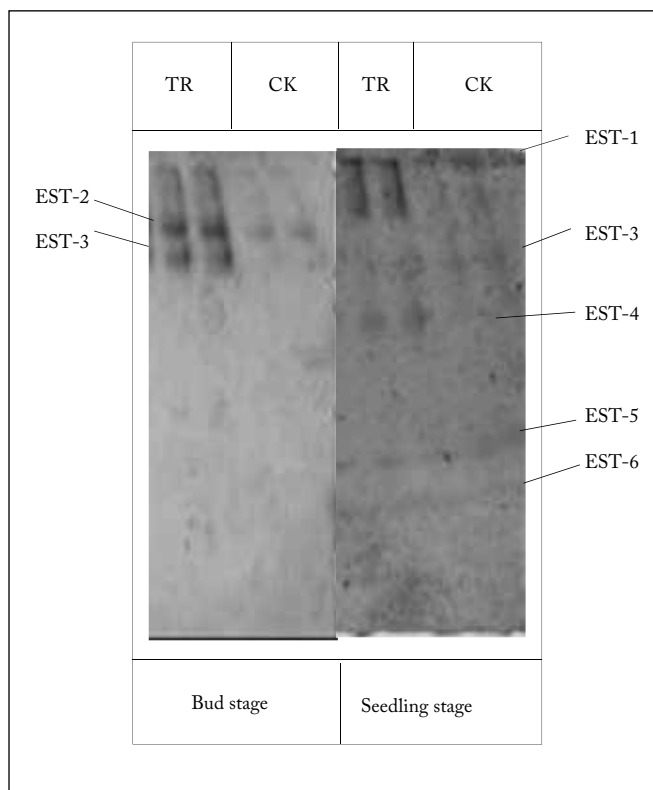 TR CK TR CK
EST-1
EST-2
EST-3
EST-3
EST-4
EST-5
EST-6
Bud stage Seedling stage